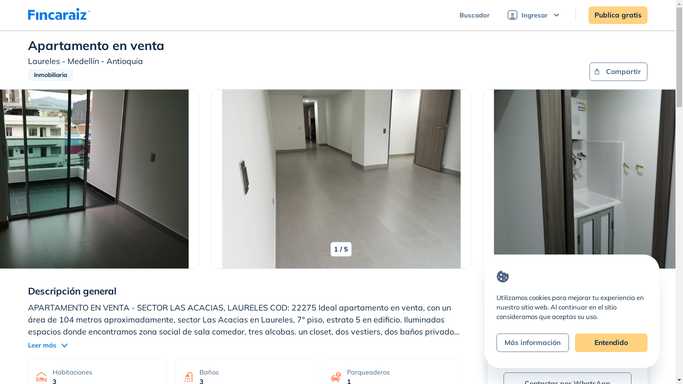 Fincaraiz
Buscador
Ingresar
Publica gratis
Apartamento en venta
Laureles - Medellín - Antioquia
Inmobiliaria
Compartir
1 / 5
Descripción general
APARTAMENTO EN VENTA - SECTOR LAS ACACIAS, LAURELES COD: 22275 Ideal apartamento en venta, con un
área de 104 metros aproximadamente, sector Las Acacias en Laureles, 7° piso, estrato 5 en edificio. Iluminados
espacios donde encontramos zona social de sala comedor, tres alcobas, un closet, dos vestiers, dos baños privado...
Leer más
Habitaciones
3
Baños
3
Parqueaderos
1
Utilizamos cookies para mejorar tu experiencia en
nuestro sitio web. Al continuar en el sitio
consideramos que aceptas su uso.
Más información
Entendido
Contactar por WhatsApp